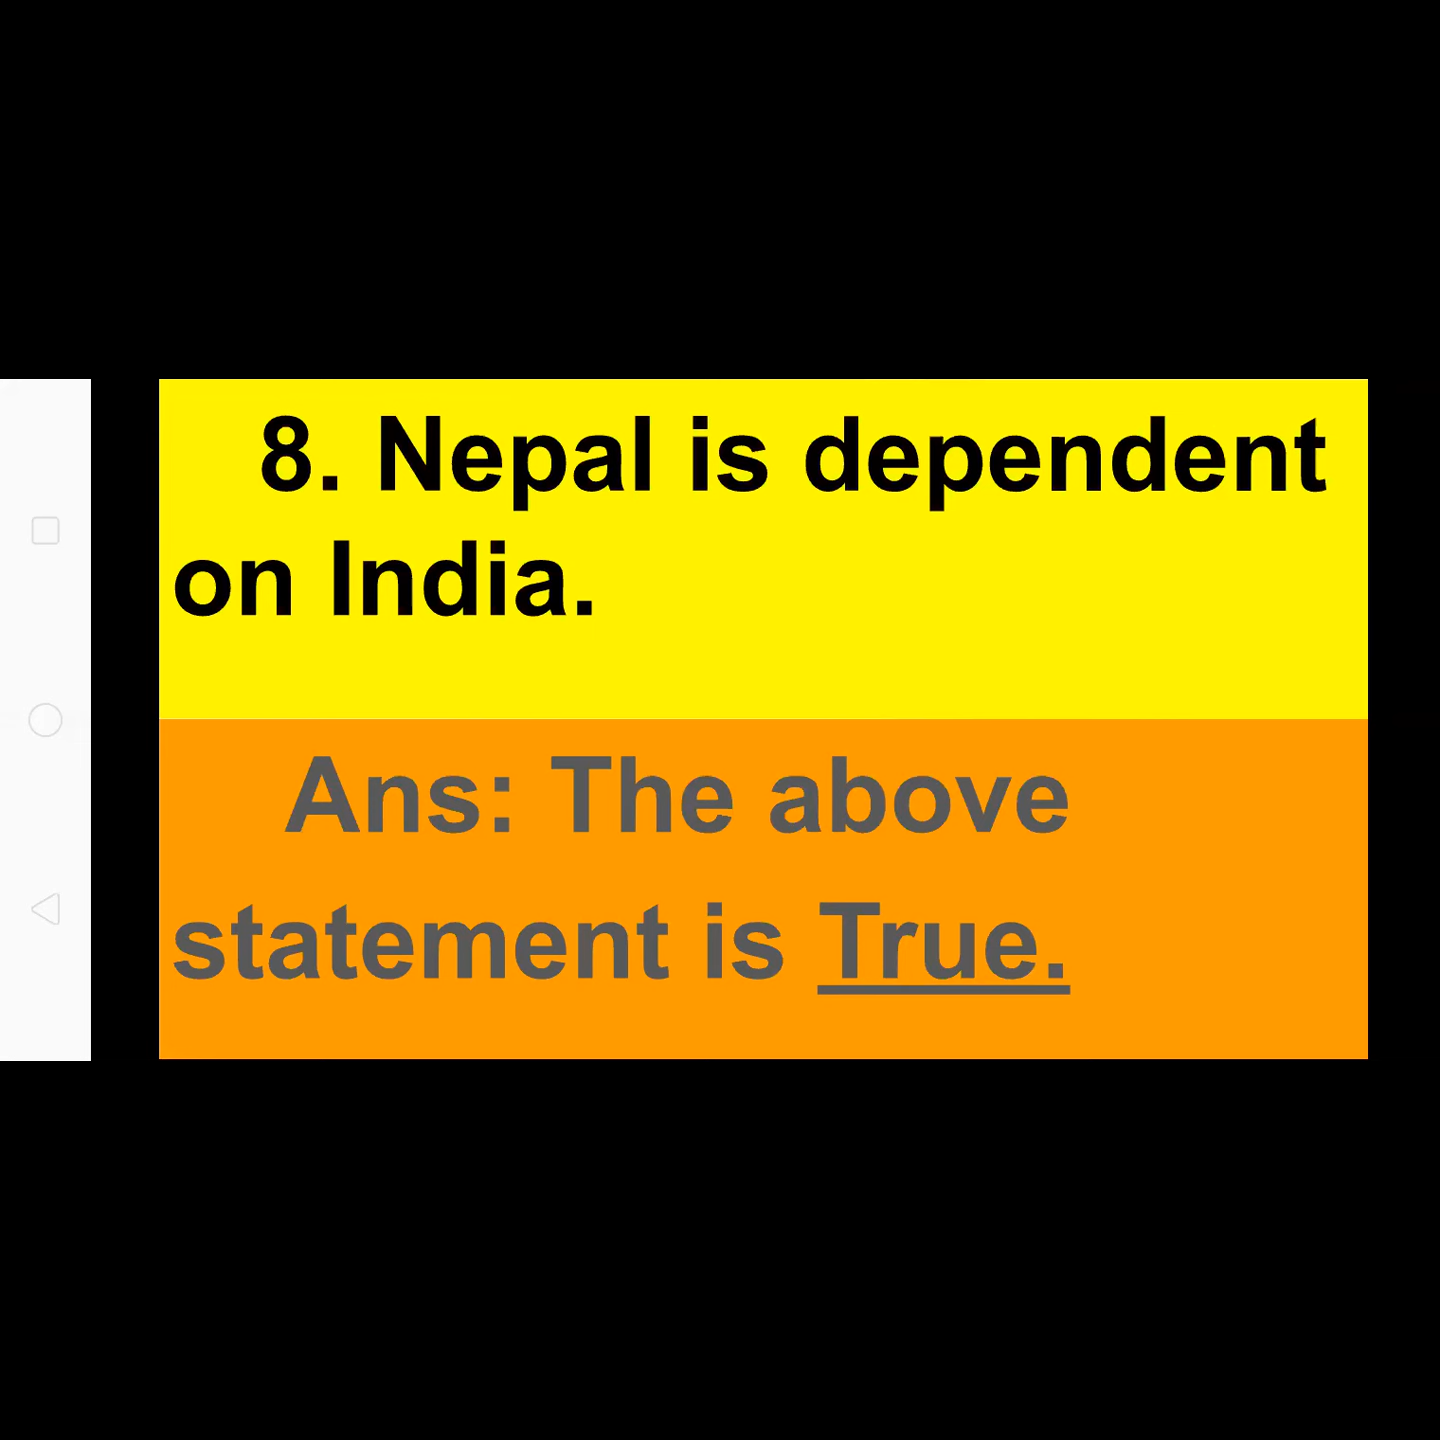 8. Nepal is dependent
on India.
Ans: The above
statement is True.